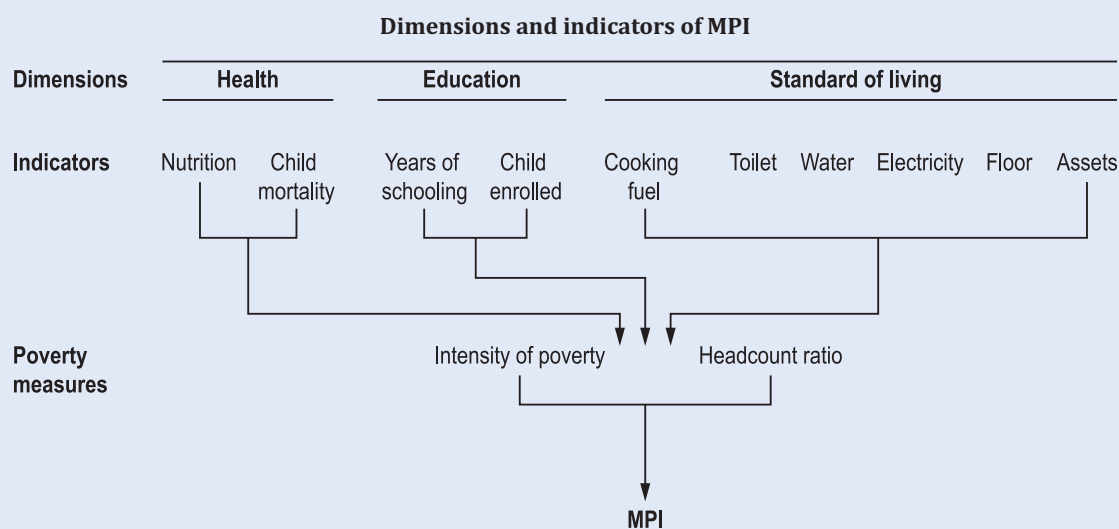 Dimensions and indicators of MPI
Dimensions Health Education Standard of living
Indicators Nutrition Child Years of Child Cooking Toilet Water Electricity Floor Assets
mortality schooling enrolled fuel
Poverty Intensity of poverty Headcount ratio
measures
MPI